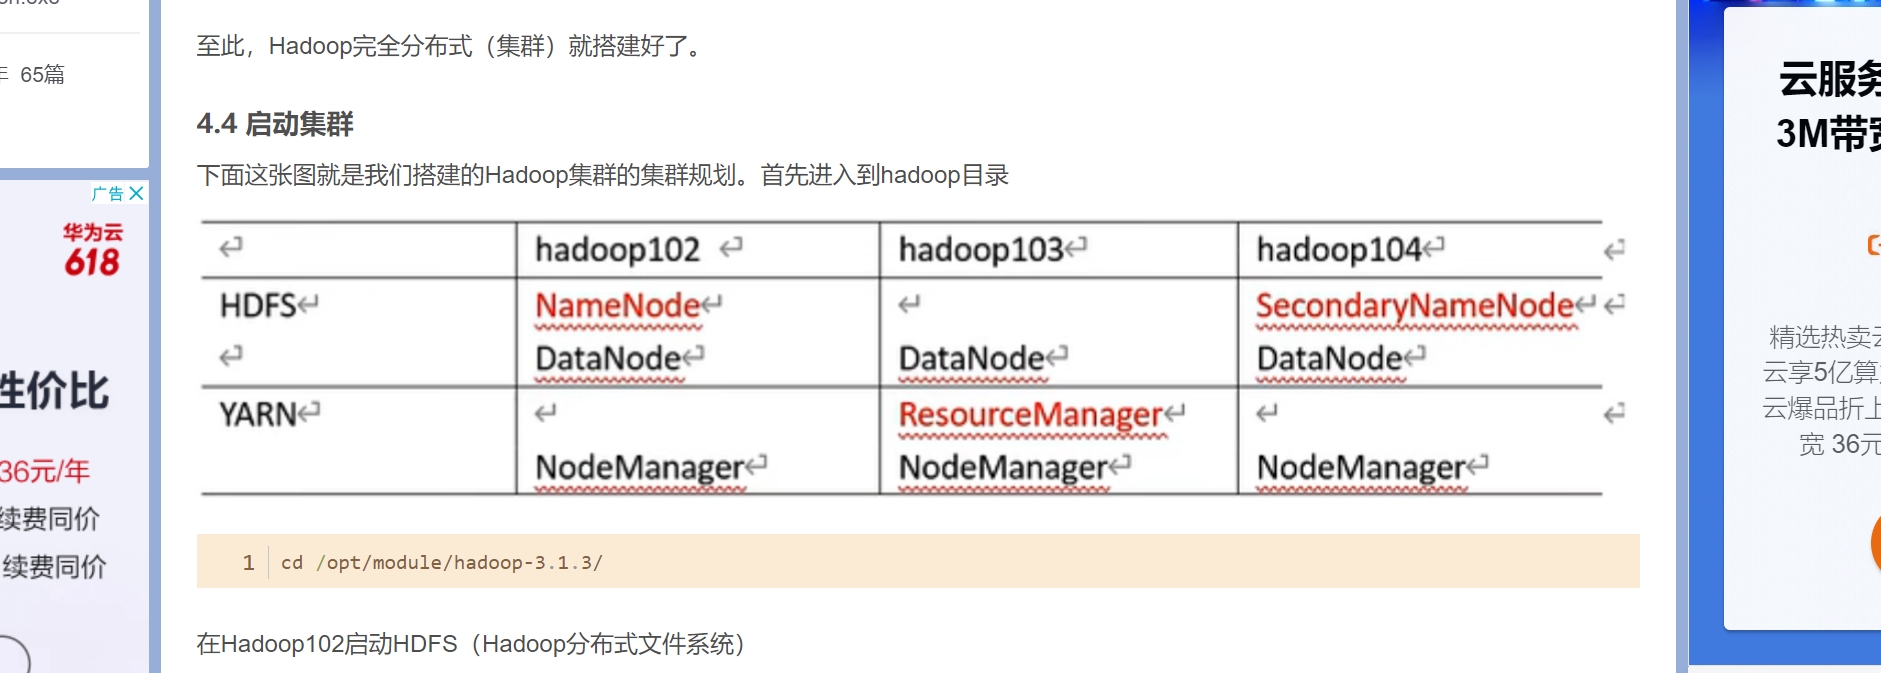 65篇
广告
华为云
618
性价比
36元/年
续费同价
续费同价
至此，Hadoop完全分布式（集群）就搭建好了。
4.4 启动集群
下面这张图就是我们搭建的Hadoop集群的集群规划。首先进入到hadoop目录
hadoop102 hadoop103 hadoop104
HDFS NameNode SecondaryNameNode
DataNode DataNode DataNode
YARN ResourceManager
NodeManager NodeManager NodeManager
1 cd /opt/module/hadoop-3.1.3/
在Hadoop102启动HDFS（Hadoop分布式文件系统）
云服务
3M带宽
精选热卖云
云享5亿算
云爆品折上
宽 36元